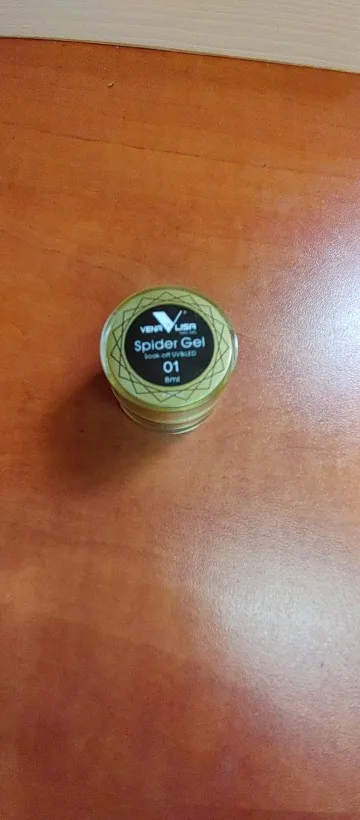 VENALISA
Spider Gel
Soak off UV&LED
01
8ml